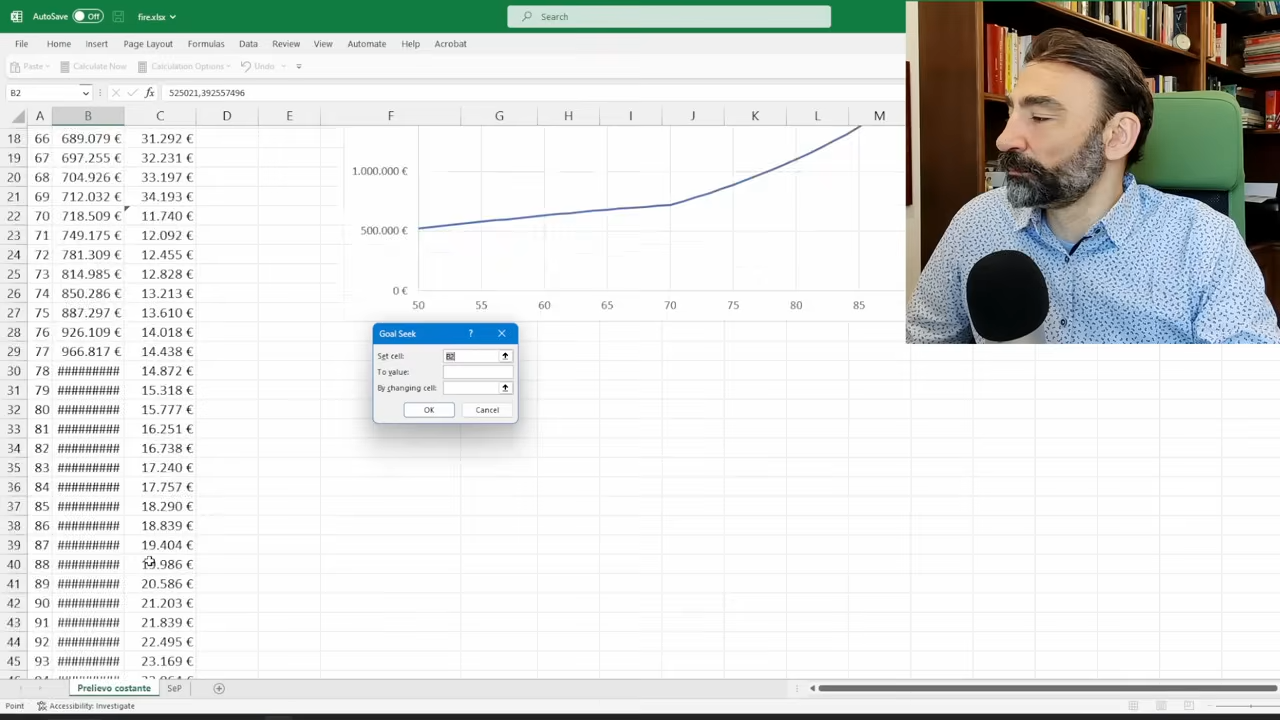 AutoSave Off fire.xlsx Search
File Home Insert Page Layout Formulas Data Review View Automate Help Acrobat
Paste Calculate Now Calculation Options Undo
B2 fx 525021,392557496
A B C D E F G H I J K L M
18 66 689.079 € 31.292 €
19 67 697.255 € 32.231 €
20 68 704.926 € 33.197 €
21 69 712.032 € 34.193 €
22 70 718.509 € 11.740 €
23 71 749.175 € 12.092 €
24 72 781.309 € 12.455 €
25 73 814.985 € 12.828 €
26 74 850.286 € 13.213 €
27 75 887.297 € 13.610 €
28 76 926.109 € 14.018 €
29 77 966.817 € 14.438 €
30 78 ######### 14.872 €
31 79 ######### 15.318 €
32 80 ######### 15.777 €
33 81 ######### 16.251 €
34 82 ######### 16.738 €
35 83 ######### 17.240 €
36 84 ######### 17.757 €
37 85 ######### 18.290 €
38 86 ######### 18.839 €
39 87 ######### 19.404 €
40 88 ######### 19.986 €
41 89 ######### 20.586 €
42 90 ######### 21.203 €
43 91 ######### 21.839 €
44 92 ######### 22.495 €
45 93 ######### 23.169 €
1.000.000 €
500.000 €
0 €
50 55 60 65 70 75 80 85
Goal Seek ? ×
Set cell: B2
To value:
By changing cell:
OK Cancel
Prelievo costante SeP
Point Accessibility: Investigate